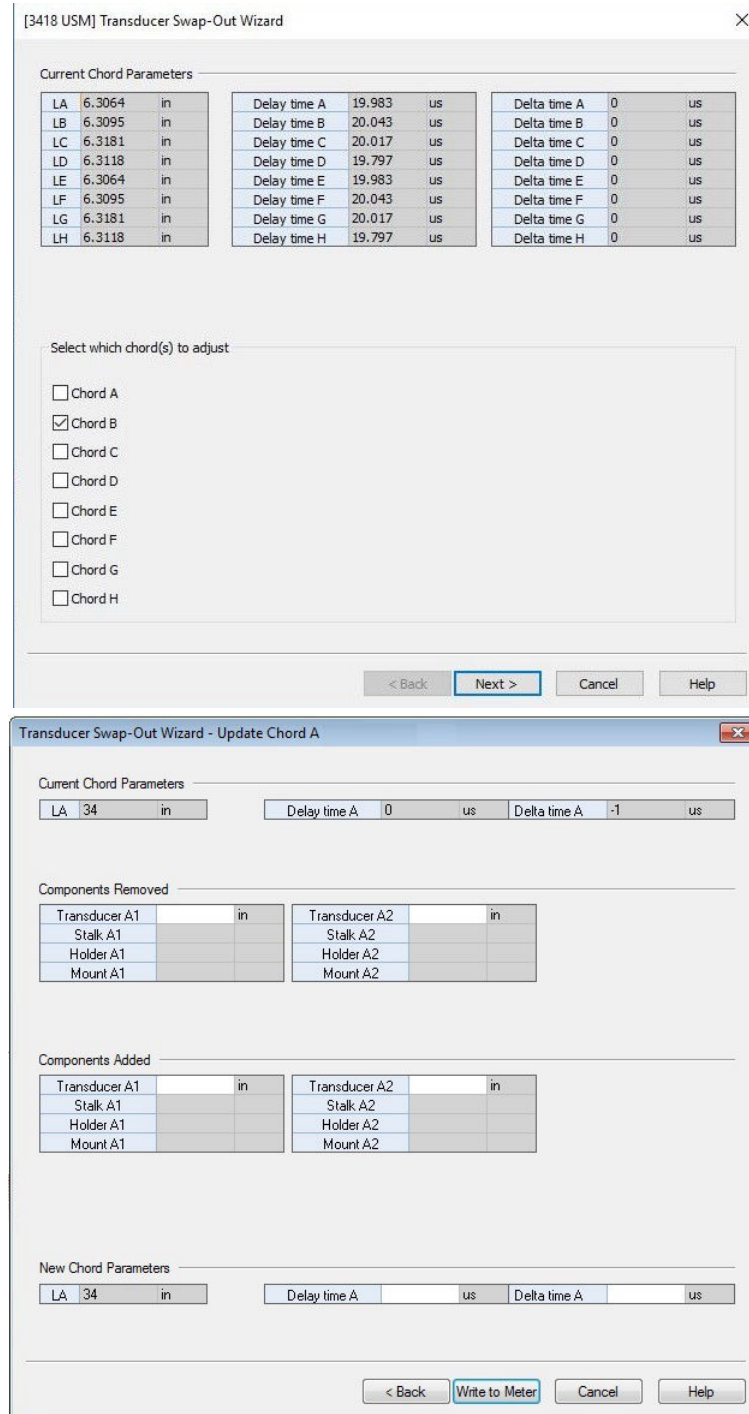 [3418 USM] Transducer Swap-Out Wizard
Current Chord Parameters
LA 6.3064 in Delay time A 19.983 us Delta time A 0 us
LB 6.3095 in Delay time B 20.043 us Delta time B 0 us
LC 6.3181 in Delay time C 20.017 us Delta time C 0 us
LD 6.3118 in Delay time D 19.797 us Delta time D 0 us
LE 6.3064 in Delay time E 19.983 us Delta time E 0 us
LF 6.3095 in Delay time F 20.043 us Delta time F 0 us
LG 6.3181 in Delay time G 20.017 us Delta time G 0 us
LH 6.3118 in Delay time H 19.797 us Delta time H 0 us
Select which chord(s) to adjust
Chord A
Chord B
Chord C
Chord D
Chord E
Chord F
Chord G
Chord H
< Back Next > Cancel Help
Transducer Swap-Out Wizard - Update Chord A
Current Chord Parameters
LA 34 in Delay time A 0 us Delta time A -1 us
Components Removed
Transducer A1 in Transducer A2 in
Stalk A1 Stalk A2
Holder A1 Holder A2
Mount A1 Mount A2
Components Added
Transducer A1 in Transducer A2 in
Stalk A1 Stalk A2
Holder A1 Holder A2
Mount A1 Mount A2
New Chord Parameters
LA 34 in Delay time A us Delta time A us
< Back Write to Meter Cancel Help